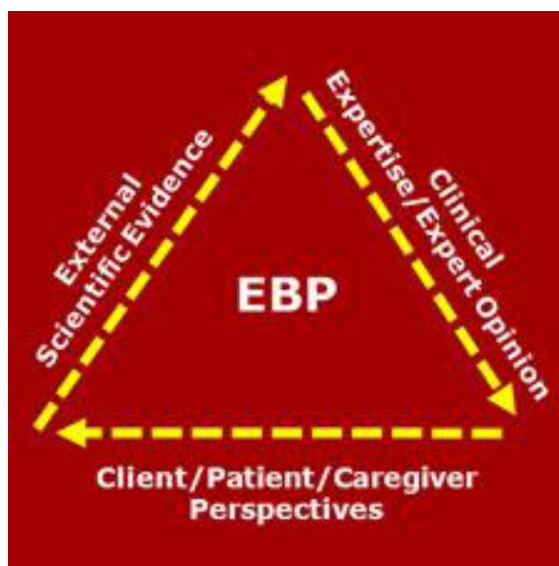 External
Scientific Evidence
Clinical
Expertise/Expert Opinion
EBP
Client/Patient/Caregiver
Perspectives